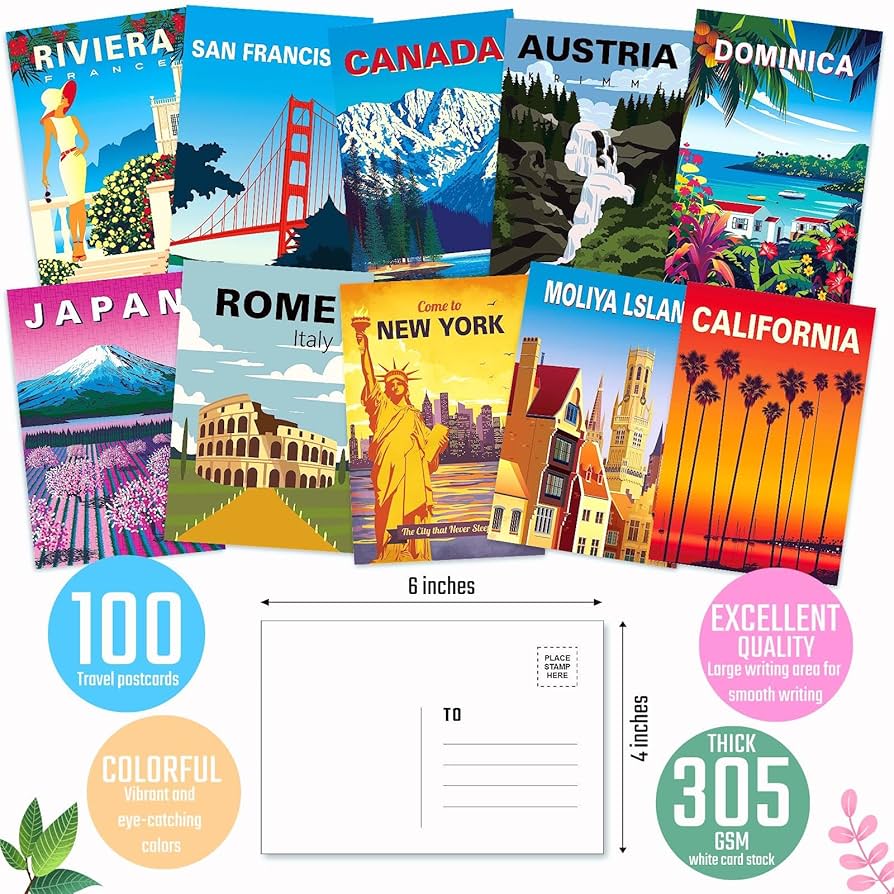 RIVIERA
FRANCE
SAN FRANCIS
CANADA
AUSTRIA
KRIMML
DOMINICA
JAPAN
ROME
Italy
Come to
NEW YORK
The City that Never Sleep
MOLIYA LSLAN
CALIFORNIA
6 inches
100
Travel postcards
EXCELLENT
QUALITY
Large writing area for
smooth writing
PLACE
STAMP
HERE
TO
4 inches
COLORFUL
Vibrant and
eye-catching
colors
THICK
305
GSM
white card stock